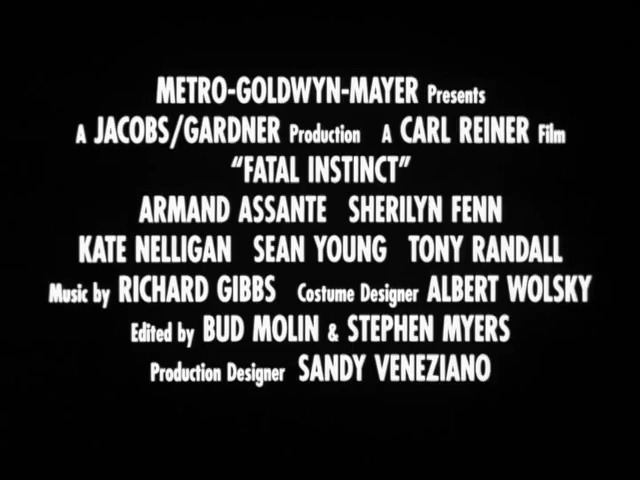 METRO-GOLDWYN-MAYER Presents
A JACOBS/GARDNER Production A CARL REINER Film
"FATAL INSTINCT"
ARMAND ASSANTE SHERILYN FENN
KATE NELLIGAN SEAN YOUNG TONY RANDALL
Music by RICHARD GIBBS Costume Designer ALBERT WOLSKY
Edited by BUD MOLIN & STEPHEN MYERS
Production Designer SANDY VENEZIANO